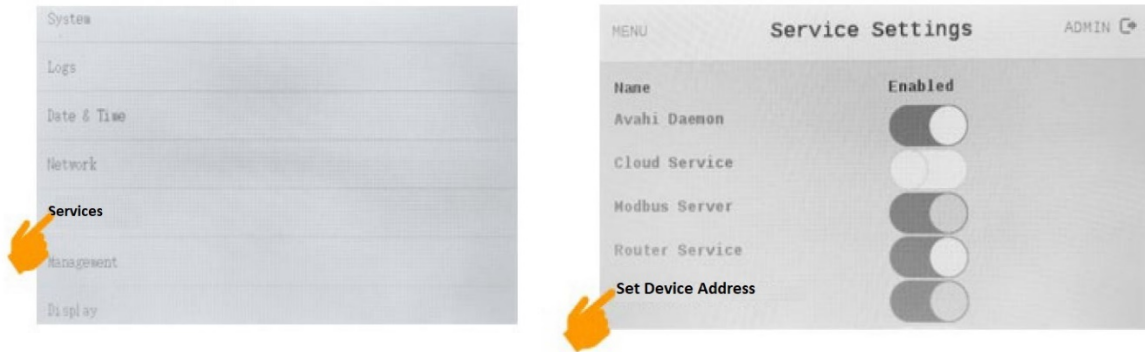 System
Logs
Date & Time
Network
Services
Management
Display
MENU Service Settings ADMIN
Name Enabled
Avahi Daemon
Cloud Service
Modbus Server
Router Service
Set Device Address